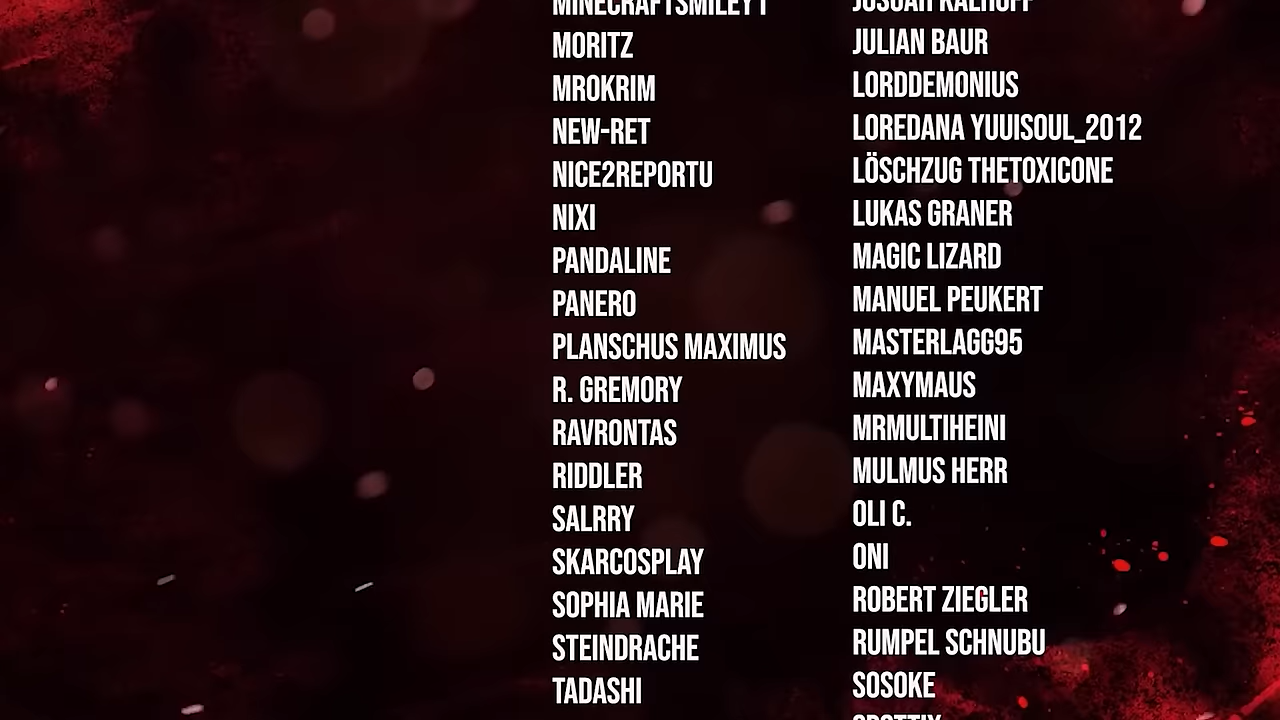 MINECRAFTSMILEYT
MORITZ
MROKRIM
NEW-RET
NICE2REPORTU
NIXI
PANDALINE
PANERO
PLANSCHUS MAXIMUS
R. GREMORY
RAVRONTAS
RIDDLER
SALRRY
SKARCOSPLAY
SOPHIA MARIE
STEINDRACHE
TADASHI
JULIAN BAUR
LORDDEMONIUS
LOREDANA YUUISOUL_2012
LÖSCHZUG THETOXICONE
LUKAS GRANER
MAGIC LIZARD
MANUEL PEUKERT
MASTERLAGG95
MAXYMAUS
MRMULTIHEINI
MULMUS HERR
OLI C.
ONI
ROBERT ZIEGLER
RUMPEL SCHNUBU
SOSOKE